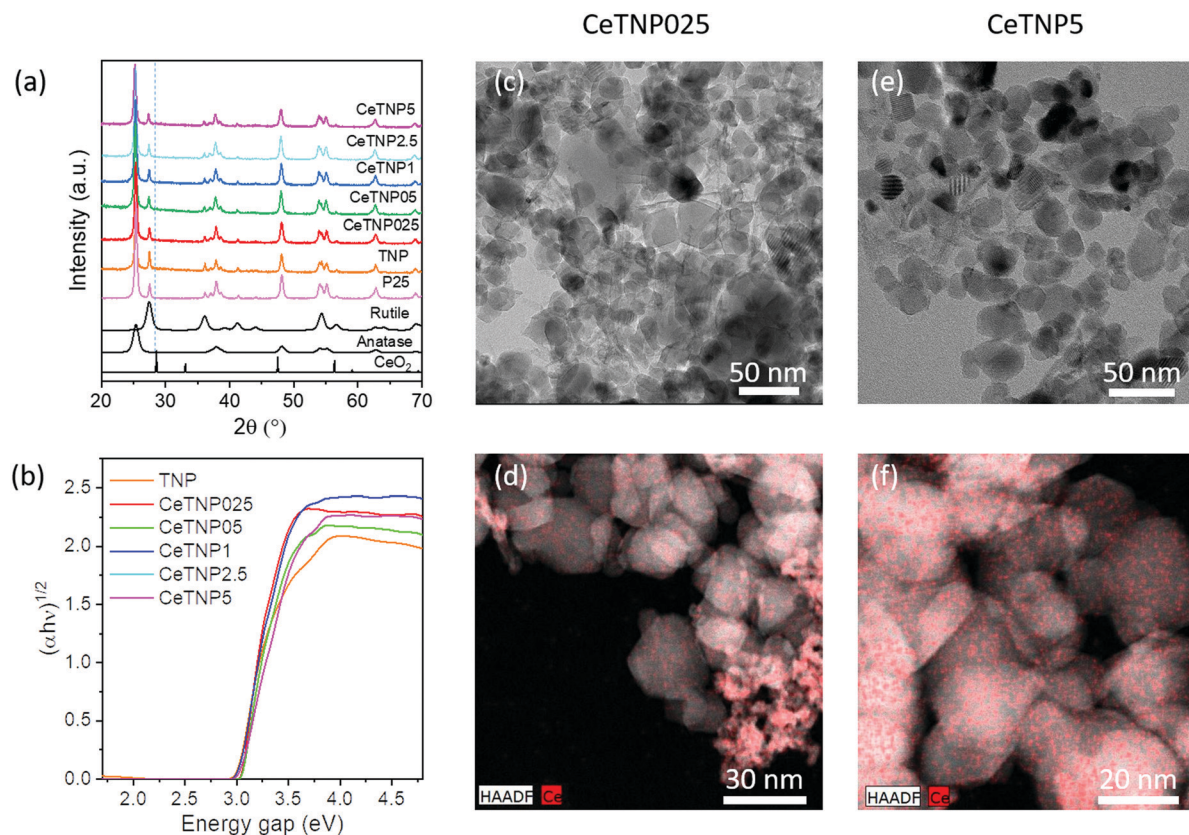 CeTNP025
CeTNP5
(a)
CeTNP5
CeTNP2.5
CeTNP1
CeTNP05
CeTNP025
TNP
P25
Rutile
Anatase
CeO2
Intensity (a.u.)
20 30 40 50 60 70
2θ (°)
(c)
50 nm
(e)
50 nm
(b)
TNP
CeTNP025
CeTNP05
CeTNP1
CeTNP2.5
CeTNP5
2.5
2.0
1.5
1.0
0.5
0.0
(αhν)1/2
2.0 2.5 3.0 3.5 4.0 4.5
Energy gap (eV)
(d)
HAADF Ce
30 nm
(f)
HAADF Ce
20 nm